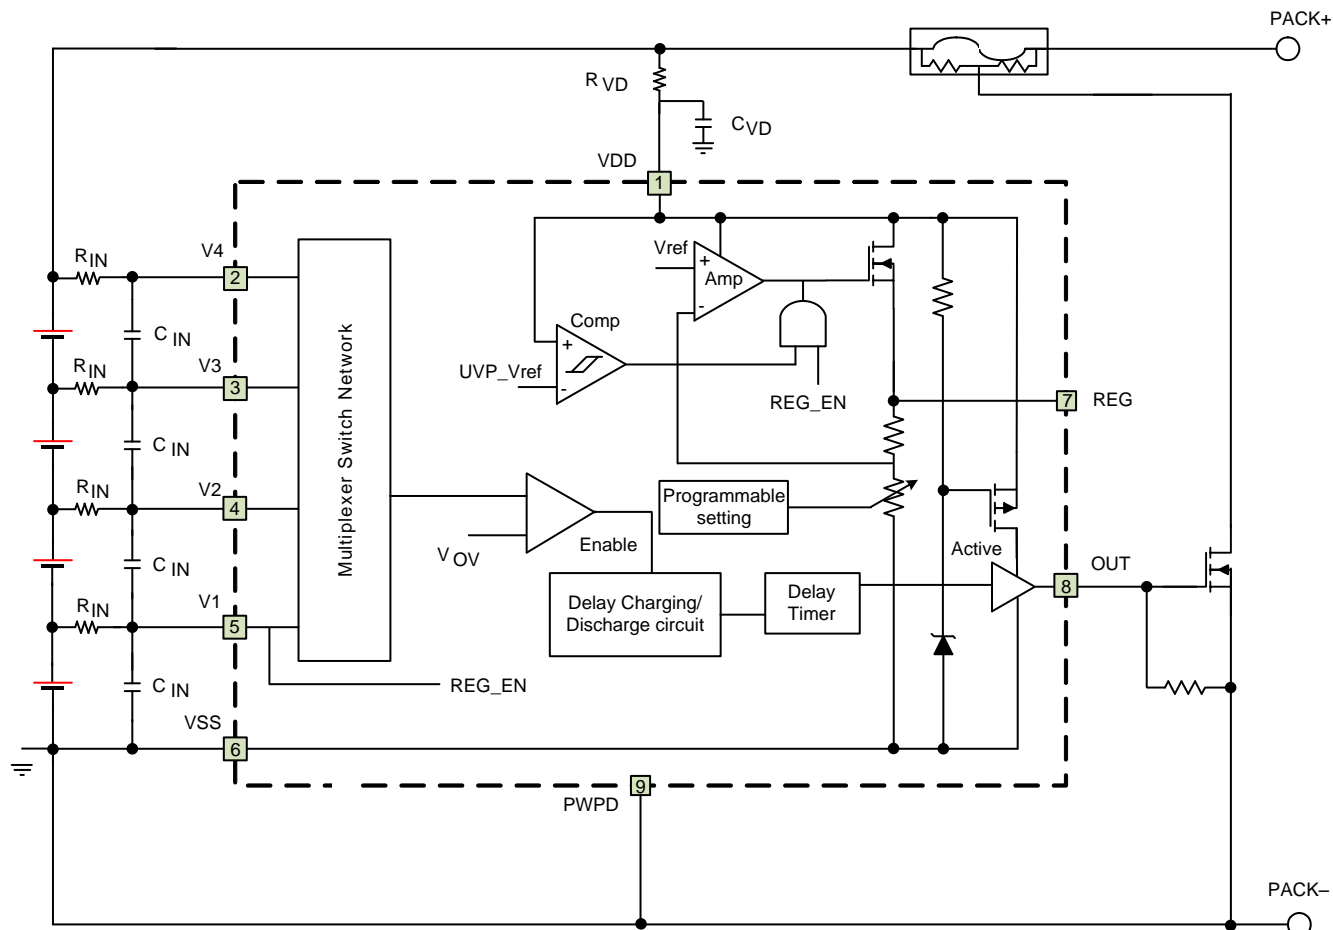 PACK+
R VD
C VD
VDD
1
R IN
V4
2
Vref
+
Amp
-
C IN
Comp
+
UVP_Vref
-
R IN
V3
3
REG_EN
7
REG
Multiplexer Switch Network
C IN
R IN
V2
4
Programmable
setting
V OV
Enable
Active
OUT
8
C IN
R IN
V1
5
Delay Charging/
Discharge circuit
Delay
Timer
REG_EN
C IN
VSS
6
9
PWPD
PACK–